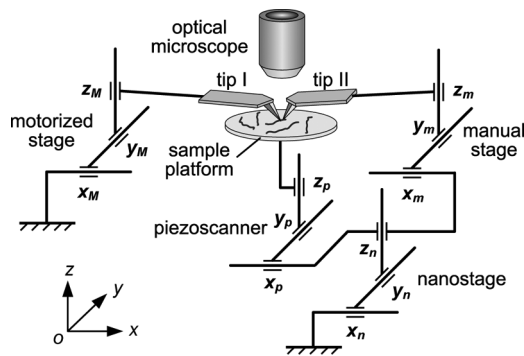 optical
microscope
tip I
tip II
z_M
z_m
motorized
stage
y_M
y_m
manual
stage
sample
platform
x_M
x_m
z_p
y_p
piezoscanner
z_n
x_p
y_n
nanostage
z
y
o
x
x_n